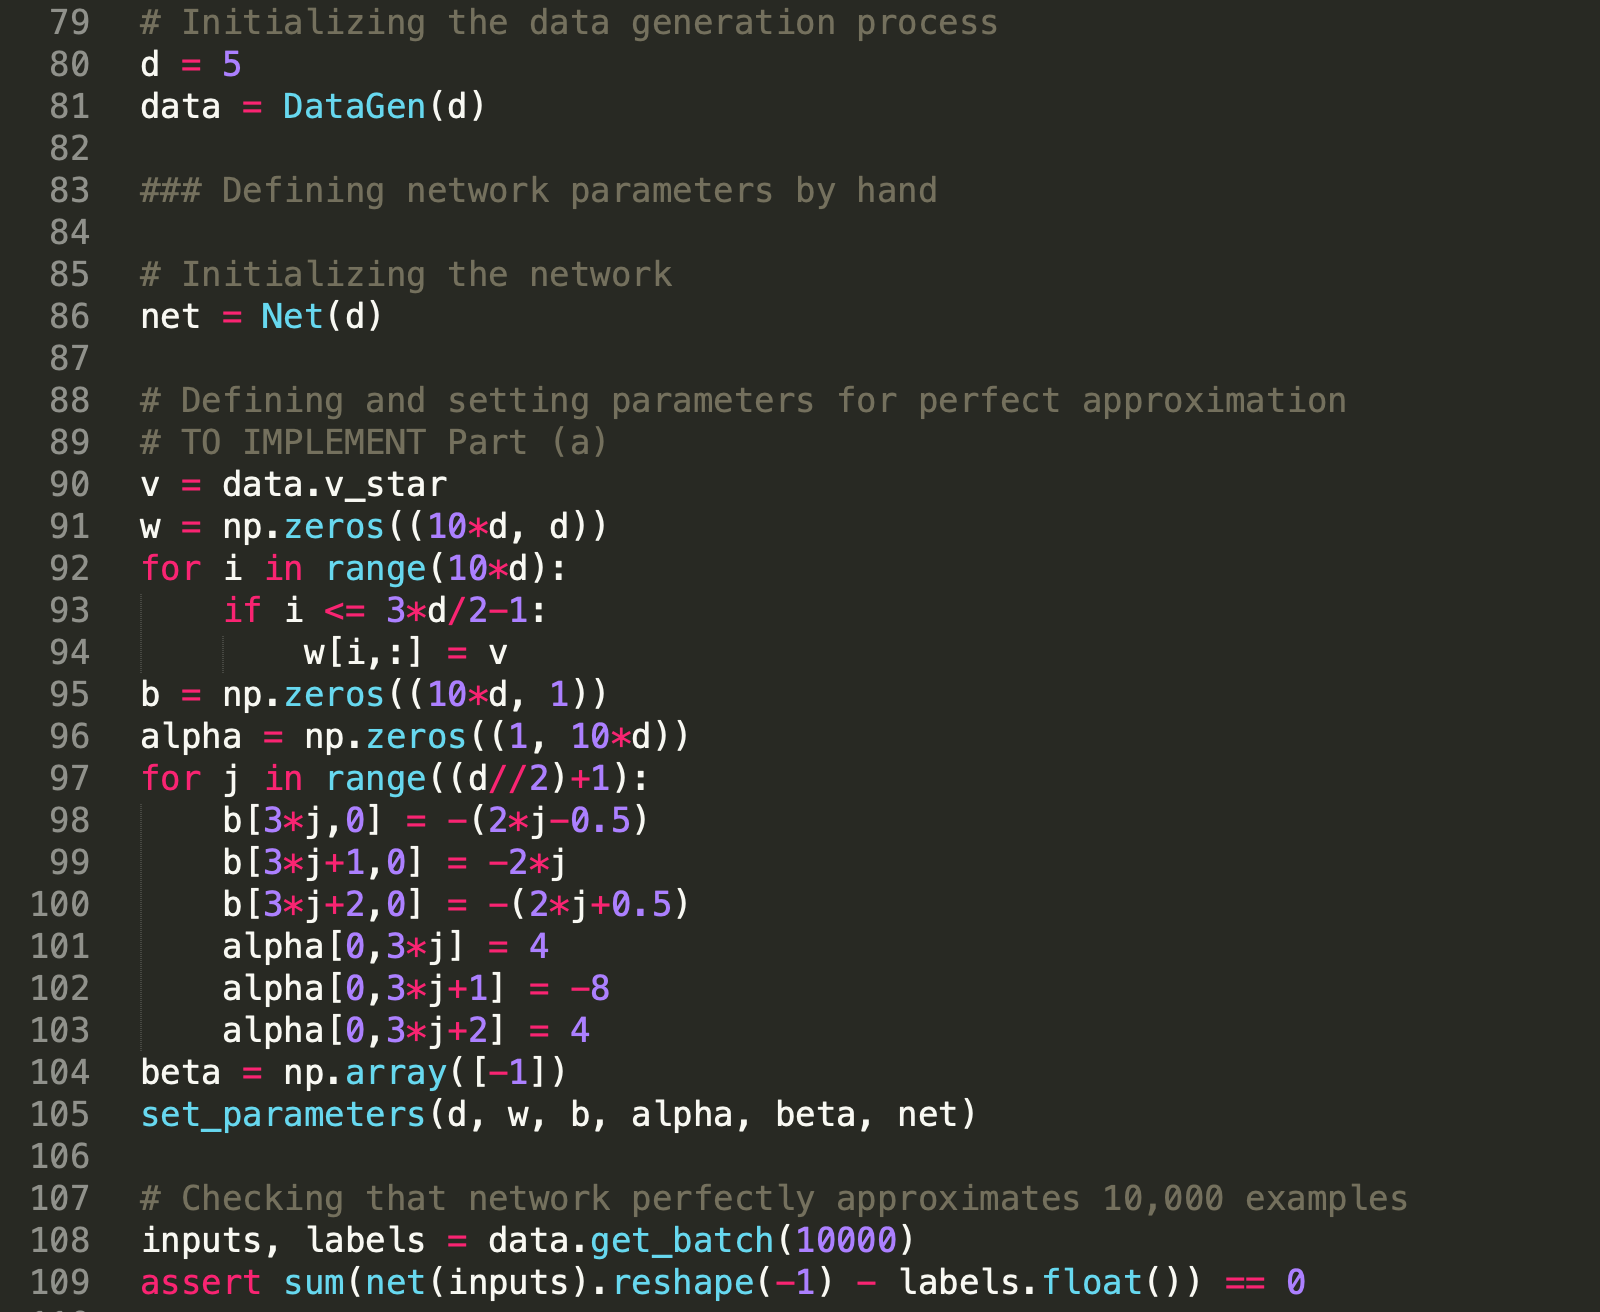 79 # Initializing the data generation process
80 d = 5
81 data = DataGen(d)
82
83 ### Defining network parameters by hand
84
85 # Initializing the network
86 net = Net(d)
87
88 # Defining and setting parameters for perfect approximation
89 # TO IMPLEMENT Part (a)
90 v = data.v_star
91 w = np.zeros((10*d, d))
92 for i in range(10*d):
93     if i <= 3*d/2-1:
94         w[i,:] = v
95 b = np.zeros((10*d, 1))
96 alpha = np.zeros((1, 10*d))
97 for j in range((d//2)+1):
98     b[3*j,0] = -(2*j-0.5)
99     b[3*j+1,0] = -2*j
100     b[3*j+2,0] = -(2*j+0.5)
101     alpha[0,3*j] = 4
102     alpha[0,3*j+1] = -8
103     alpha[0,3*j+2] = 4
104 beta = np.array([-1])
105 set_parameters(d, w, b, alpha, beta, net)
106
107 # Checking that network perfectly approximates 10,000 examples
108 inputs, labels = data.get_batch(10000)
109 assert sum(net(inputs).reshape(-1) - labels.float()) == 0